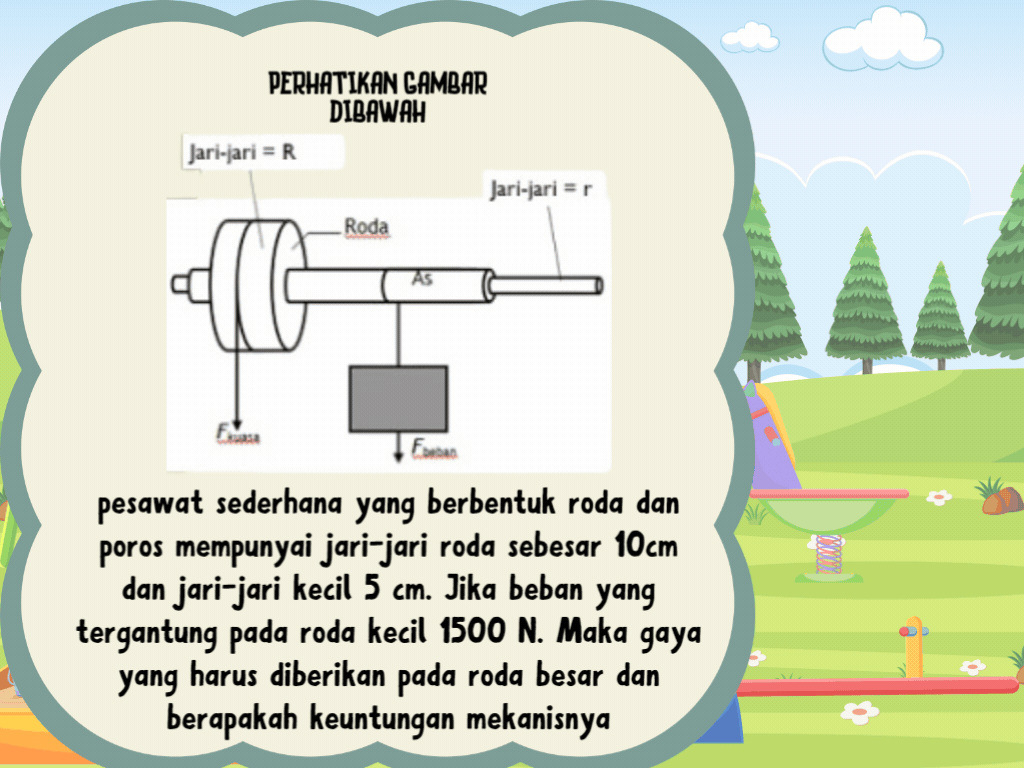 PERHATIKAN GAMBAR
DIBAWAH
Jari-jari = R
Jari-jari = r
Roda
As
Fkuasa
Fbeban
pesawat sederhana yang berbentuk roda dan
poros mempunyai jari-jari roda sebesar 10cm
dan jari-jari kecil 5 cm. Jika beban yang
tergantung pada roda kecil 1500 N. Maka gaya
yang harus diberikan pada roda besar dan
berapakah keuntungan mekanisnya